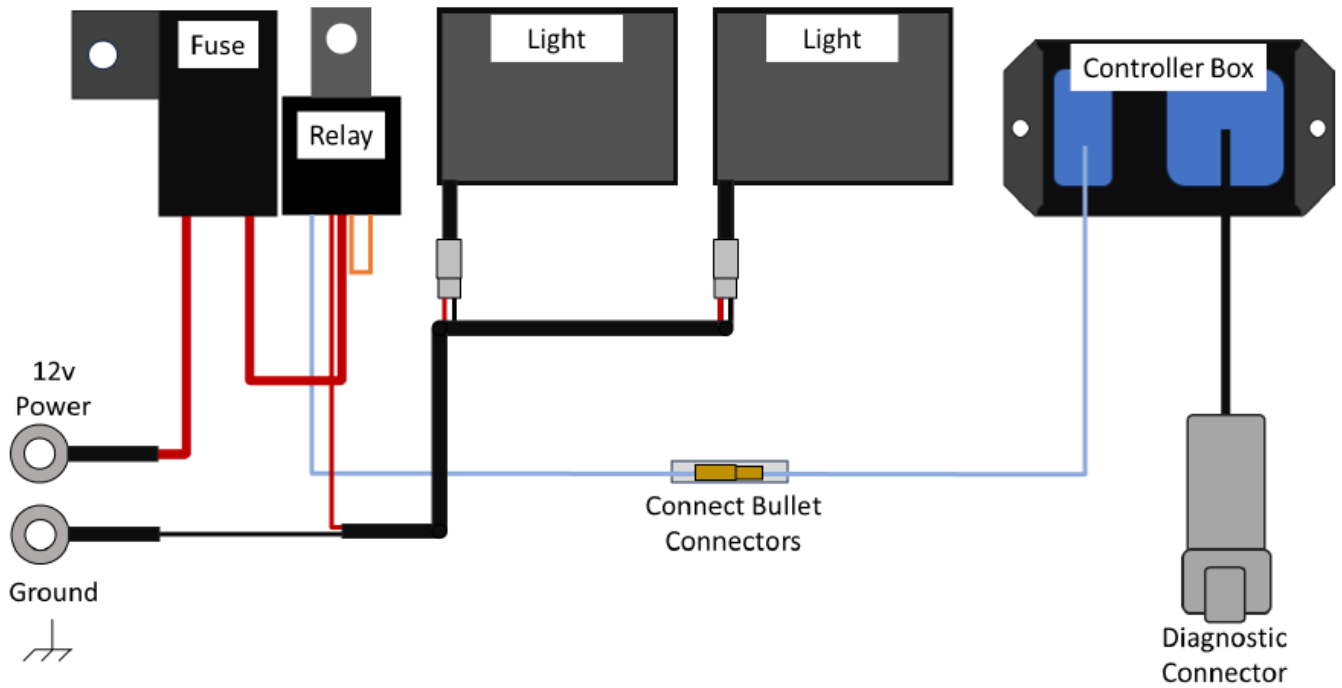 Fuse
Relay
Light
Light
Controller Box
12v
Power
Ground
Connect Bullet
Connectors
Diagnostic
Connector